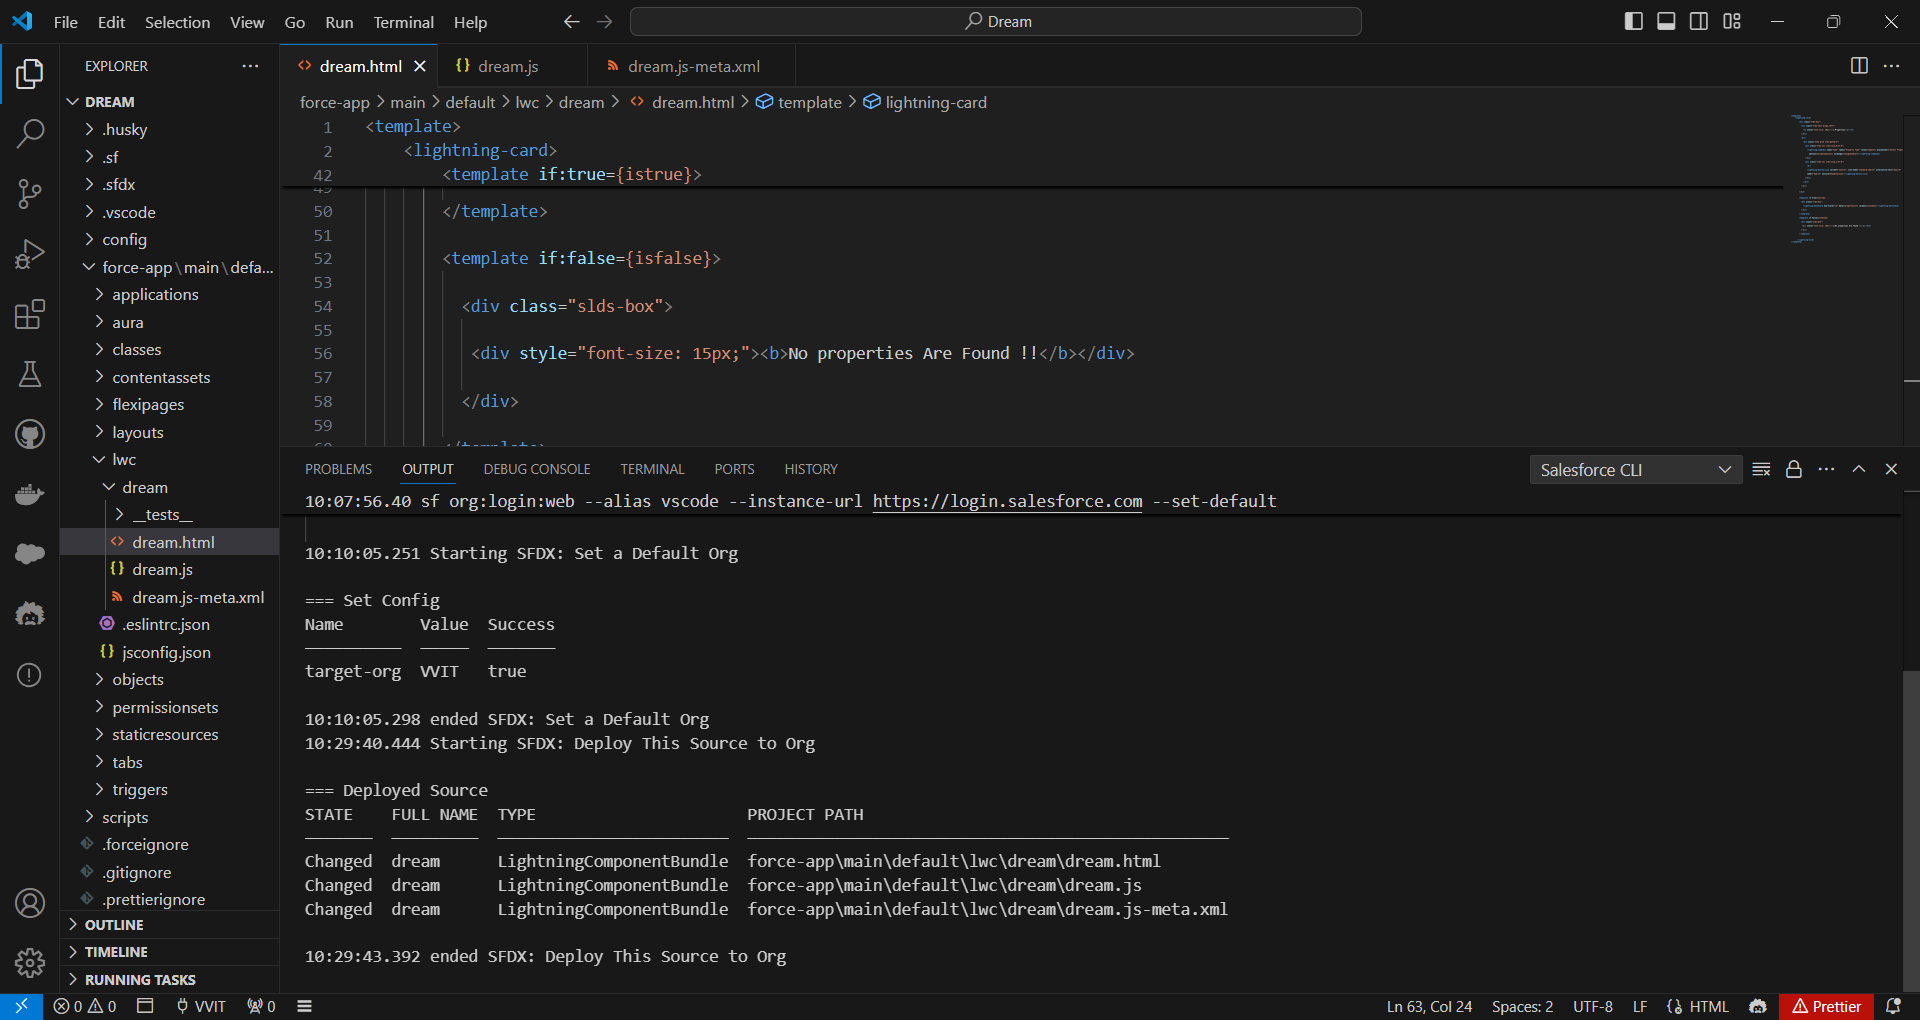 File Edit Selection View Go Run Terminal Help
Dream
EXPLORER
DREAM
.husky
.sf
.sfdx
.vscode
config
force-app\main\defa...
applications
aura
classes
contentassets
flexipages
layouts
lwc
dream
__tests__
dream.html
dream.js
dream.js-meta.xml
.eslintrc.json
jsconfig.json
objects
permissionsets
staticresources
tabs
triggers
scripts
.forceignore
.gitignore
.prettierignore
OUTLINE
TIMELINE
RUNNING TASKS
dream.html dream.js dream.js-meta.xml
force-app > main > default > lwc > dream > dream.html > template > lightning-card
1 <template>
2 <lightning-card>
42 <template if:true={istrue}>
49
50 </template>
51
52 <template if:false={isfalse}>
53
54 <div class="slds-box">
55
56 <div style="font-size: 15px;"><b>No properties Are Found !!</b></div>
57
58 </div>
59
60 </template>
PROBLEMS OUTPUT DEBUG CONSOLE TERMINAL PORTS HISTORY
Salesforce CLI
10:07:56.40 sf org:login:web --alias vscode --instance-url https://login.salesforce.com --set-default
10:10:05.251 Starting SFDX: Set a Default Org
=== Set Config
Name Value Success
target-org VVIT true
10:10:05.298 ended SFDX: Set a Default Org
10:29:40.444 Starting SFDX: Deploy This Source to Org
=== Deployed Source
STATE FULL NAME TYPE PROJECT PATH
Changed dream LightningComponentBundle force-app\main\default\lwc\dream\dream.html
Changed dream LightningComponentBundle force-app\main\default\lwc\dream\dream.js
Changed dream LightningComponentBundle force-app\main\default\lwc\dream\dream.js-meta.xml
10:29:43.392 ended SFDX: Deploy This Source to Org
0 0 VVIT 0
Ln 63, Col 24 Spaces: 2 UTF-8 LF HTML Prettier